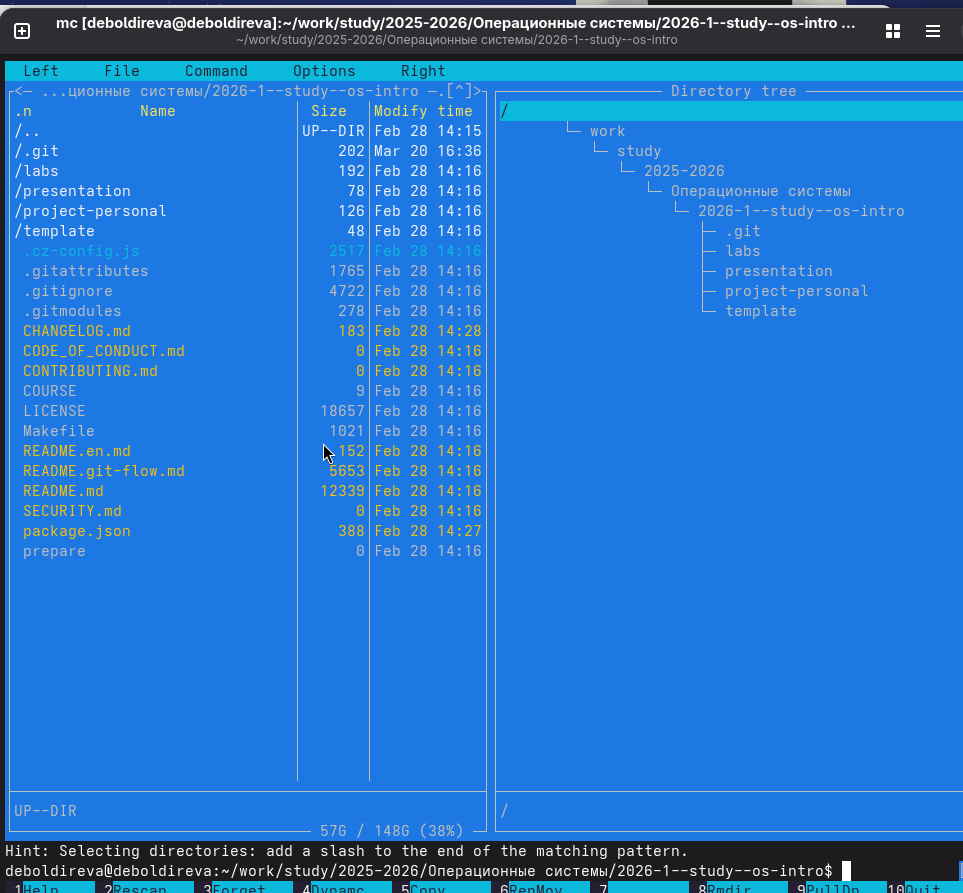 mc [deboldireva@deboldireva]:~/work/study/2025-2026/Операционные системы/2026-1--study--os-intro ...
~/work/study/2025-2026/Операционные системы/2026-1--study--os-intro
Left File Command Options Right
<— ...ционные системы/2026-1--study--os-intro —.[^]>
.n Name Size Modify time
/.. UP--DIR Feb 28 14:15
/.git 202 Mar 20 16:36
/labs 192 Feb 28 14:16
/presentation 78 Feb 28 14:16
/project-personal 126 Feb 28 14:16
/template 48 Feb 28 14:16
.cz-config.js 2517 Feb 28 14:16
.gitattributes 1765 Feb 28 14:16
.gitignore 4722 Feb 28 14:16
.gitmodules 278 Feb 28 14:16
CHANGELOG.md 183 Feb 28 14:28
CODE_OF_CONDUCT.md 0 Feb 28 14:16
CONTRIBUTING.md 0 Feb 28 14:16
COURSE 9 Feb 28 14:16
LICENSE 18657 Feb 28 14:16
Makefile 1021 Feb 28 14:16
README.en.md 152 Feb 28 14:16
README.git-flow.md 5653 Feb 28 14:16
README.md 12339 Feb 28 14:16
SECURITY.md 0 Feb 28 14:16
package.json 388 Feb 28 14:27
prepare 0 Feb 28 14:16
UP--DIR
57G / 148G (38%)
Directory tree
/
work
study
2025-2026
Операционные системы
2026-1--study--os-intro
.git
labs
presentation
project-personal
template
/
Hint: Selecting directories: add a slash to the end of the matching pattern.
deboldireva@deboldireva:~/work/study/2025-2026/Операционные системы/2026-1--study--os-intro$
1Help 2Rescan 3Forget 4Dynamc 5Copy 6RenMov 7 8Rmdir 9PullDn 10Quit